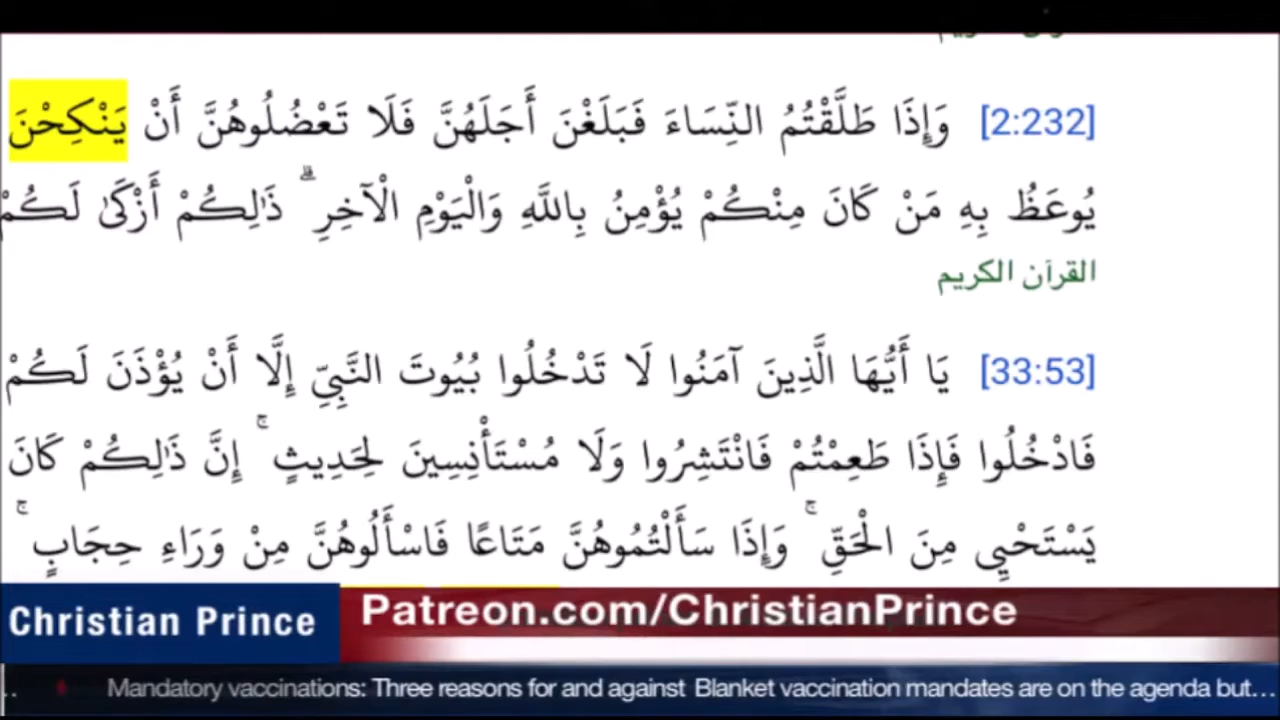 [2:232] وَإِذَا طَلَّقْتُمُ النِّسَاءَ فَبَلَغْنَ أَجَلَهُنَّ فَلَا تَعْضُلُوهُنَّ أَنْ يَنْكِحْنَ
يُوعَظُ بِهِ مَنْ كَانَ مِنْكُمْ يُؤْمِنُ بِاللَّهِ وَالْيَوْمِ الْآخِرِ ۗ ذَٰلِكُمْ أَزْكَىٰ لَكُمْ
القرآن الكريم
[33:53] يَا أَيُّهَا الَّذِينَ آمَنُوا لَا تَدْخُلُوا بُيُوتَ النَّبِيِّ إِلَّا أَنْ يُؤْذَنَ لَكُمْ
فَادْخُلُوا فَإِذَا طَعِمْتُمْ فَانْتَشِرُوا وَلَا مُسْتَأْنِسِينَ لِحَدِيثٍ ۚ إِنَّ ذَٰلِكُمْ كَانَ
يَسْتَحْيِي مِنَ الْحَقِّ ۚ وَإِذَا سَأَلْتُمُوهُنَّ مَتَاعًا فَاسْأَلُوهُنَّ مِنْ وَرَاءِ حِجَابٍ ۚ
Christian Prince
Patreon.com/ChristianPrince
.. Mandatory vaccinations: Three reasons for and against Blanket vaccination mandates are on the agenda but...